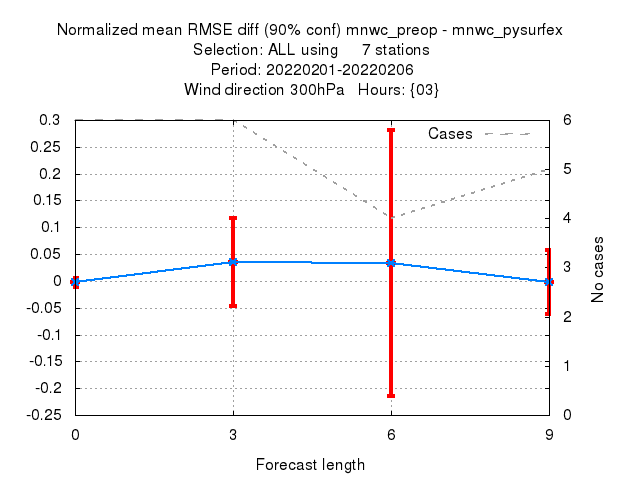 Normalized mean RMSE diff (90% conf) mnwc_preop - mnwc_pysurfex
Selection: ALL using 7 stations
Period: 20220201-20220206
Wind direction 300hPa Hours: {03}
Cases
0.3
0.25
0.2
0.15
0.1
0.05
0
-0.05
-0.1
-0.15
-0.2
-0.25
6
5
4
3
2
1
0
No cases
0 3 6 9
Forecast length